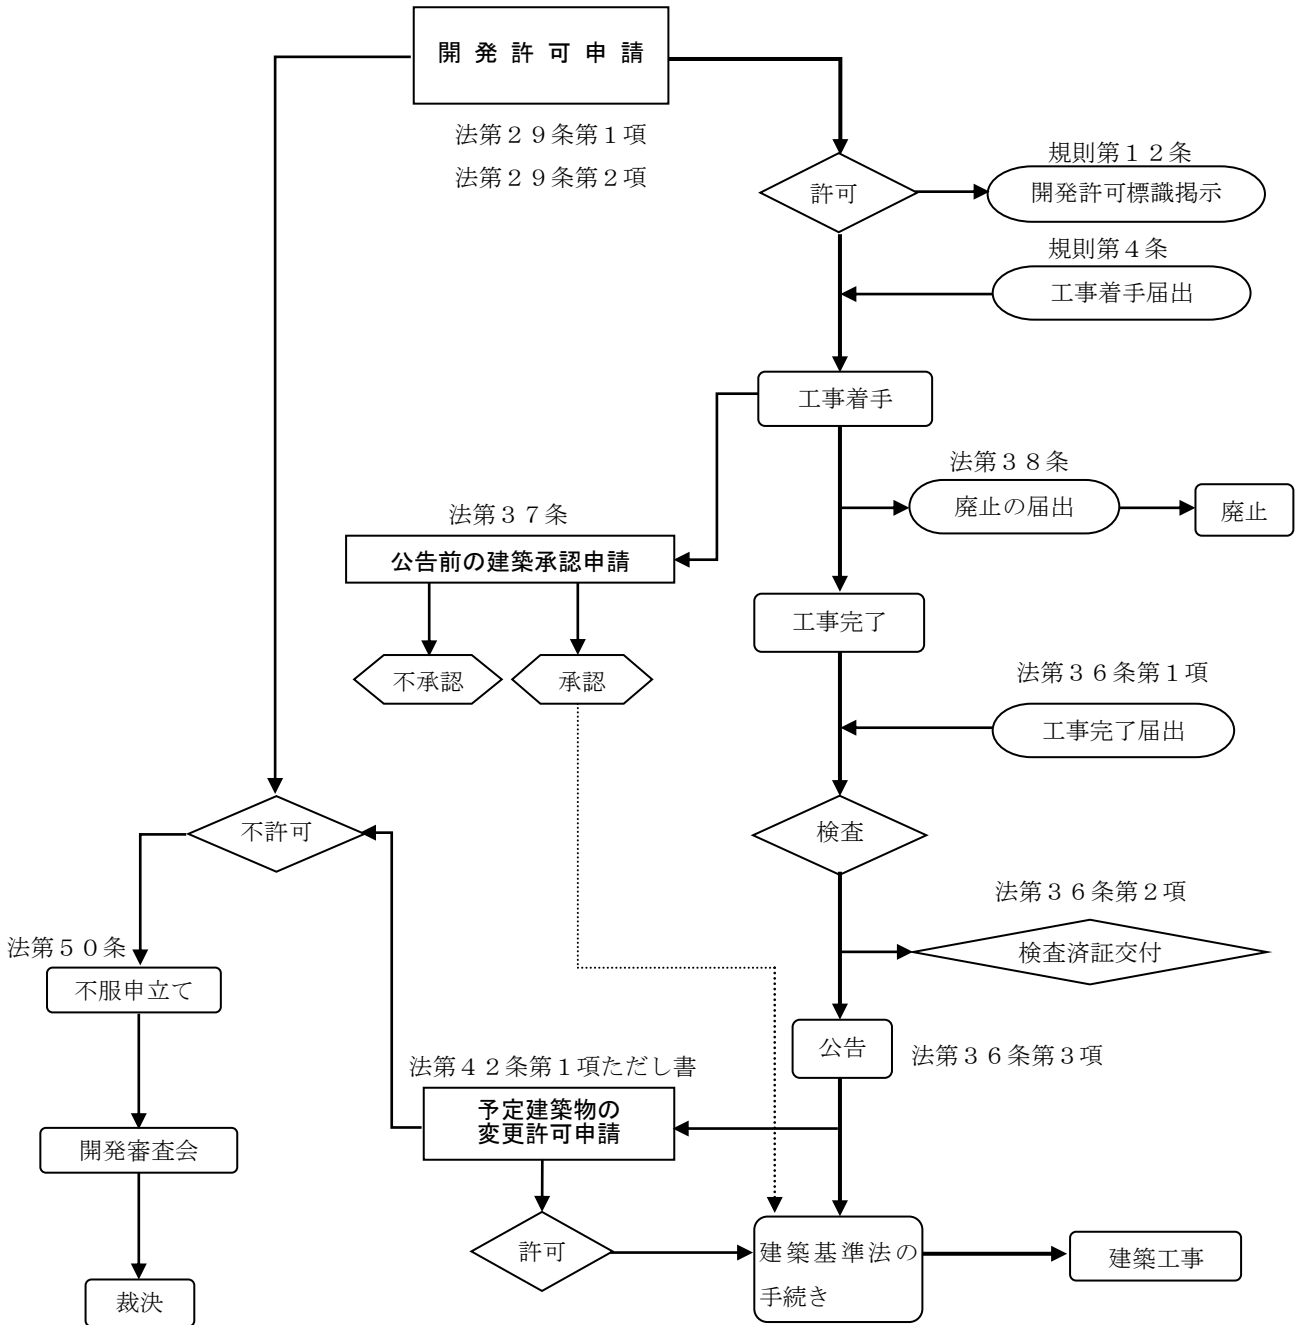 開発許可申請
法第２９条第１項
法第２９条第２項
規則第１２条
許可
開発許可標識掲示
規則第４条
工事着手届出
工事着手
法第３８条
廃止の届出
廃止
法第３７条
公告前の建築承認申請
工事完了
不承認
承認
法第３６条第１項
工事完了届出
不許可
検査
法第３６条第２項
検査済証交付
法第５０条
不服申立て
公告
法第３６条第３項
法第４２条第１項ただし書
予定建築物の
変更許可申請
開発審査会
許可
建築基準法の
手続き
建築工事
裁決